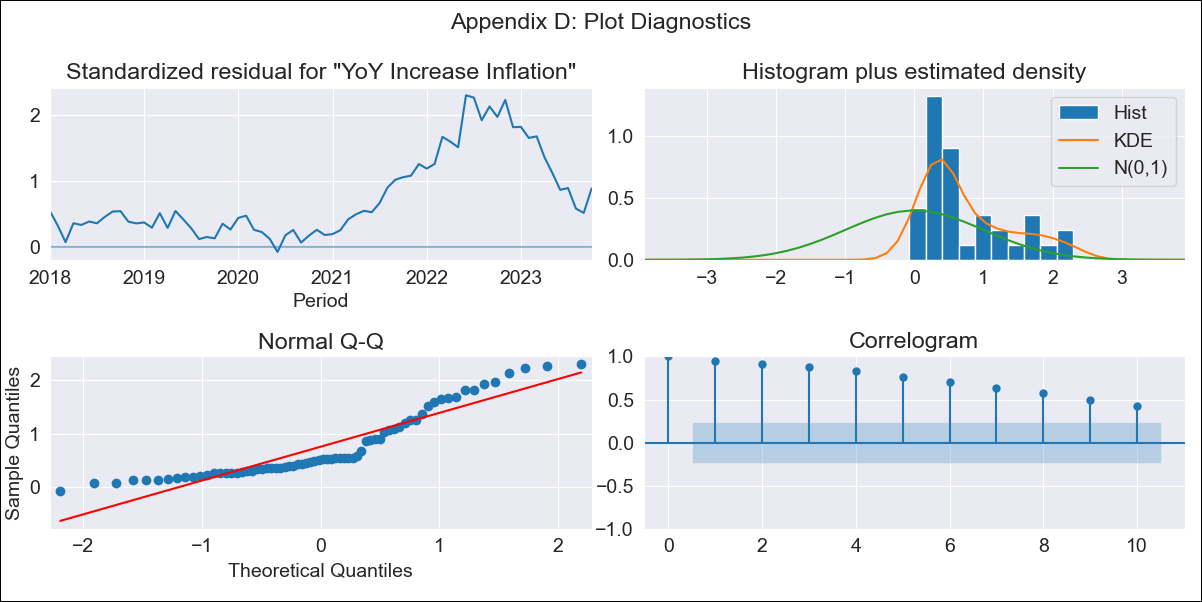 Appendix D: Plot Diagnostics
Standardized residual for "YoY Increase Inflation"
2
1
0
2018 2019 2020 2021 2022 2023
Period
Histogram plus estimated density
Hist
KDE
N(0,1)
1.0
0.5
0.0
−3 −2 −1 0 1 2 3
Normal Q-Q
Sample Quantiles
2
1
0
−2 −1 0 1 2
Theoretical Quantiles
Correlogram
1.0
0.5
0.0
−0.5
−1.0
0 2 4 6 8 10